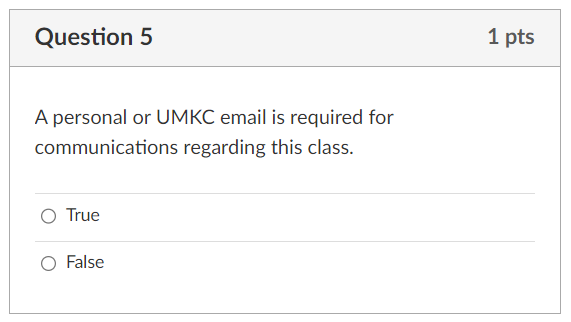 Question 5
1 pts
A personal or UMKC email is required for
communications regarding this class.
True
False